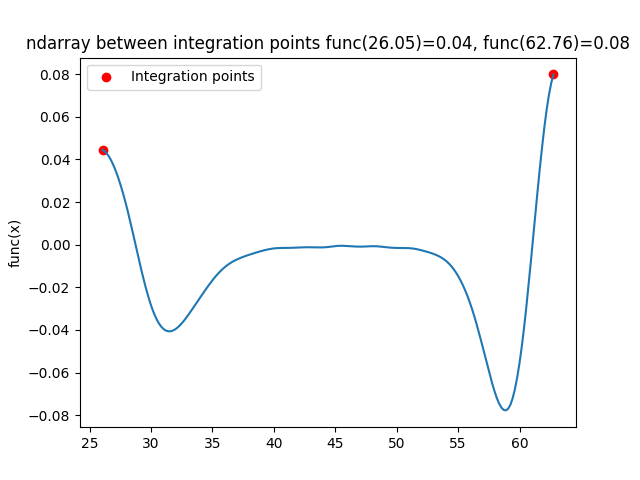 ndarray between integration points func(26.05)=0.04, func(62.76)=0.08
Integration points
func(x)
0.08
0.06
0.04
0.02
0.00
−0.02
−0.04
−0.06
−0.08
25 30 35 40 45 50 55 60